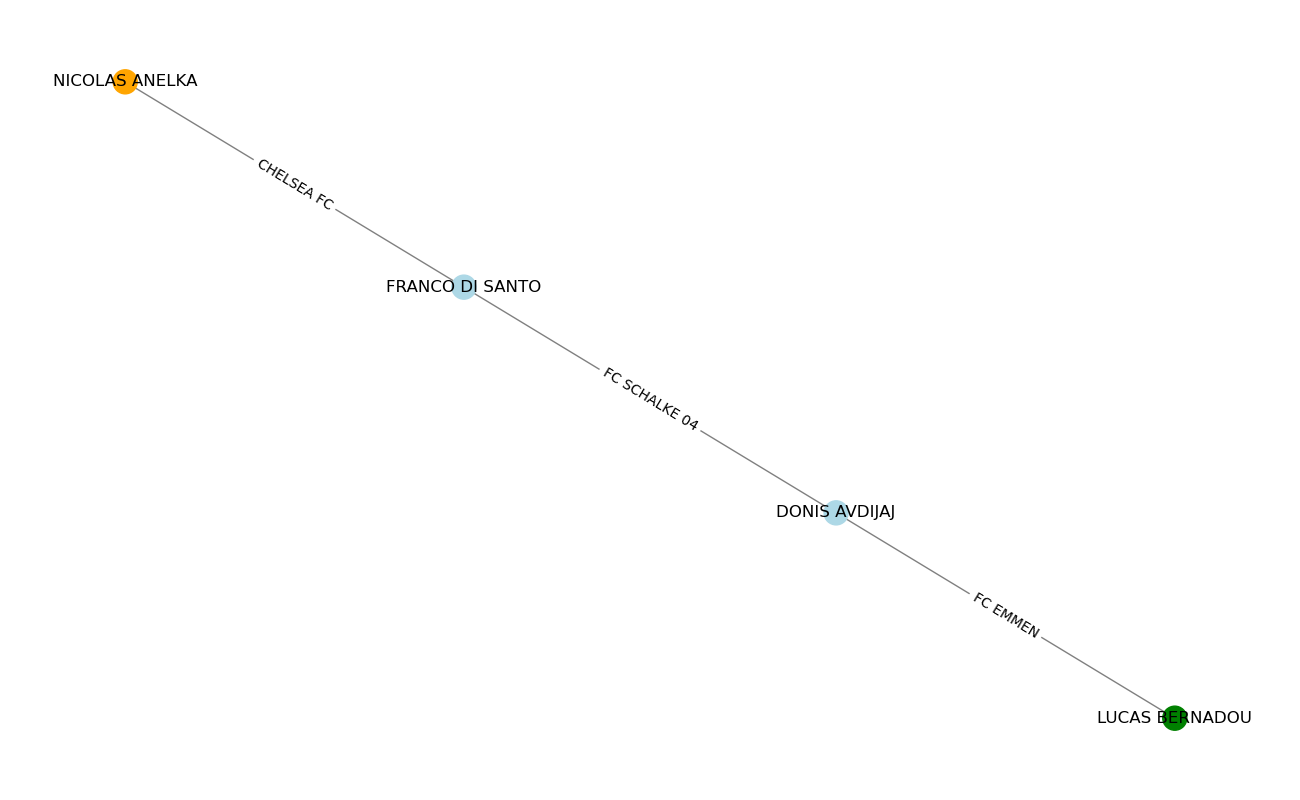 NICOLAS ANELKA
CHELSEA FC
FRANCO DI SANTO
FC SCHALKE 04
DONIS AVDIJAJ
FC EMMEN
LUCAS BERNADOU